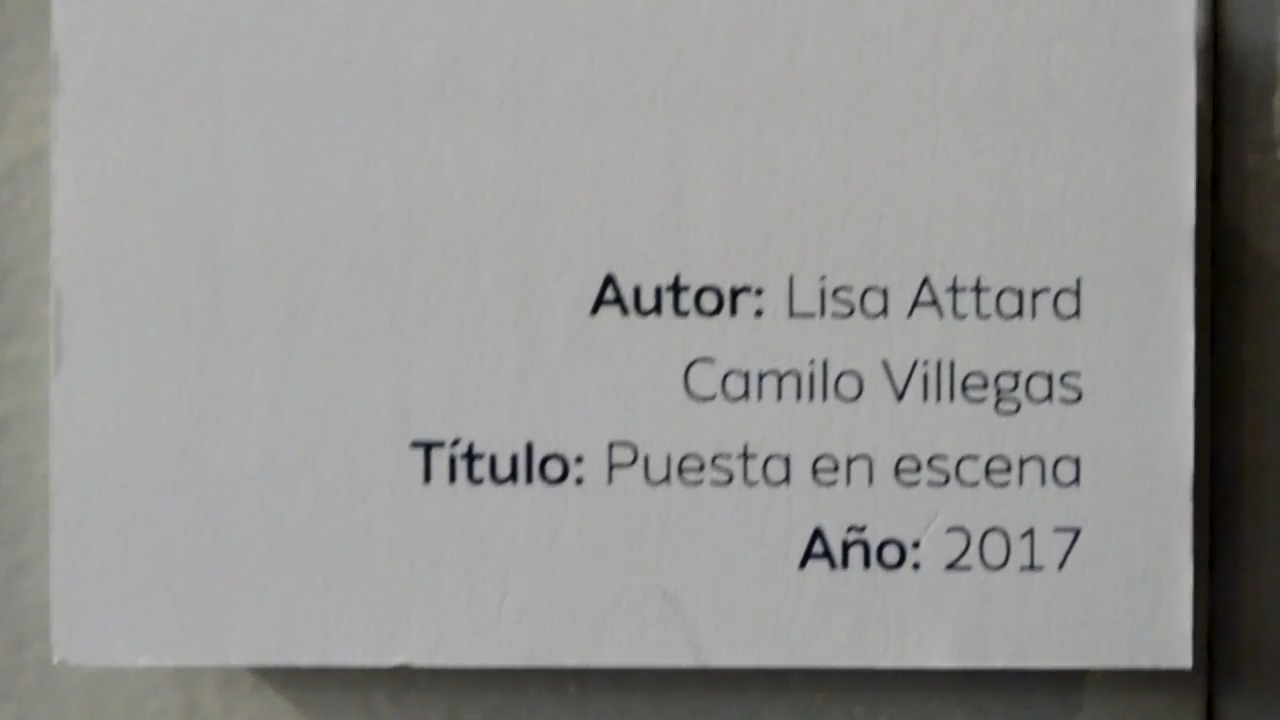 Autor: Lisa Attard
Camilo Villegas
Título: Puesta en escena
Año: 2017